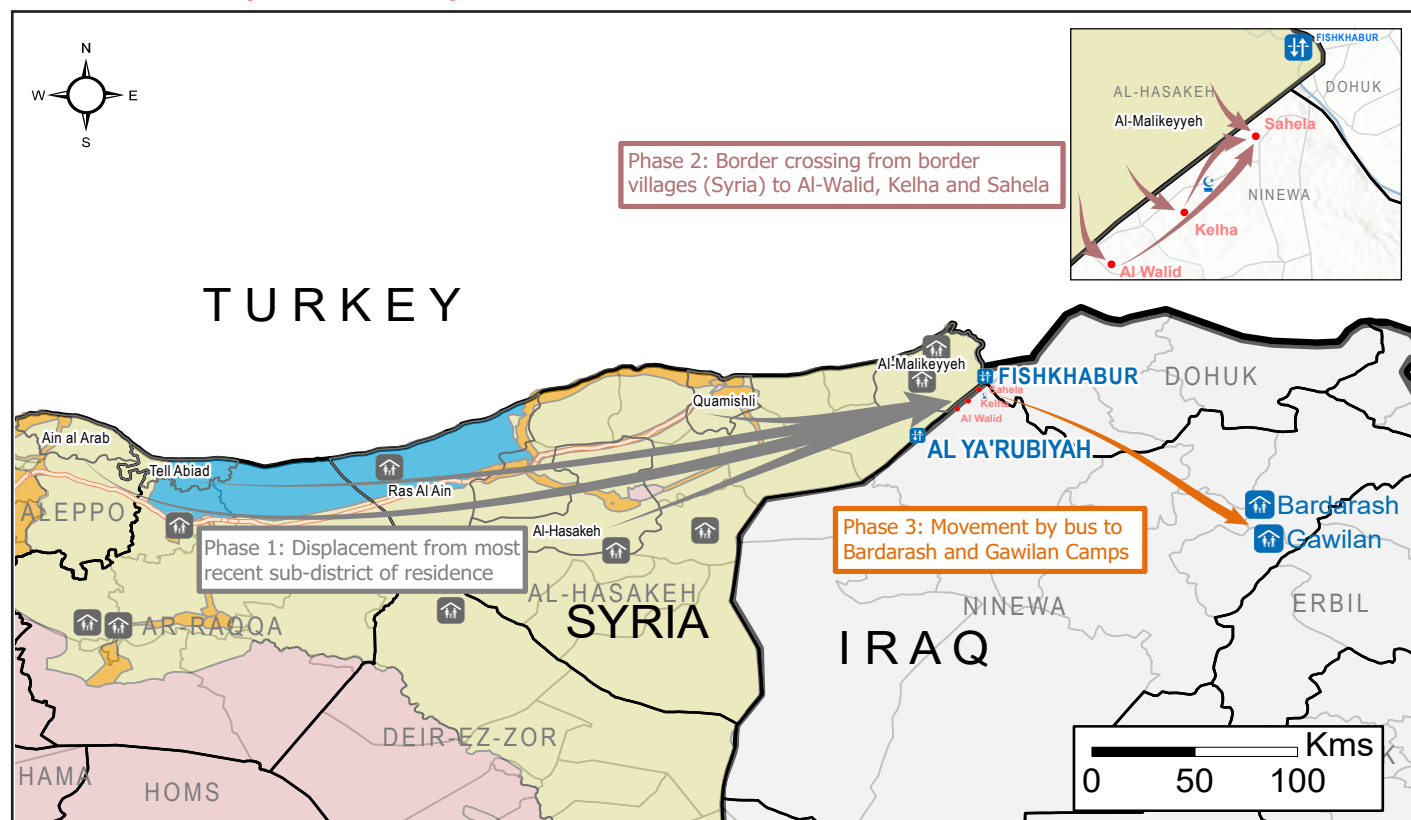 N
W
E
S
FISHKHABUR
AL-HASAKEH
DOHUK
Al-Malikeyyeh
Sahela
NINEWA
Kelha
Al Walid
Phase 2: Border crossing from border
villages (Syria) to Al-Walid, Kelha and Sahela
TURKEY
Al-Malikeyyeh
FISHKHABUR
DOHUK
Sahela
Kelha
Al Walid
Quamishli
AL YA'RUBIYAH
Ain al Arab
Tell Abiad
Ras Al Ain
ALEPPO
Al-Hasakeh
Bardarash
Gawilan
Phase 1: Displacement from most
recent sub-district of residence
Phase 3: Movement by bus to
Bardarash and Gawilan Camps
AL-HASAKEH
SYRIA
AR-RAQQA
NINEWA
ERBIL
IRAQ
DEIR-EZ-ZOR
HAMA
HOMS
Kms
0 50 100